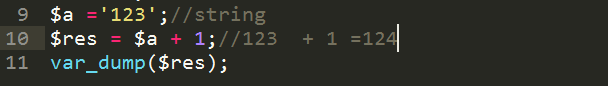 9 $a ='123';//string
10 $res = $a + 1;//123  + 1 =124
11 var_dump($res);